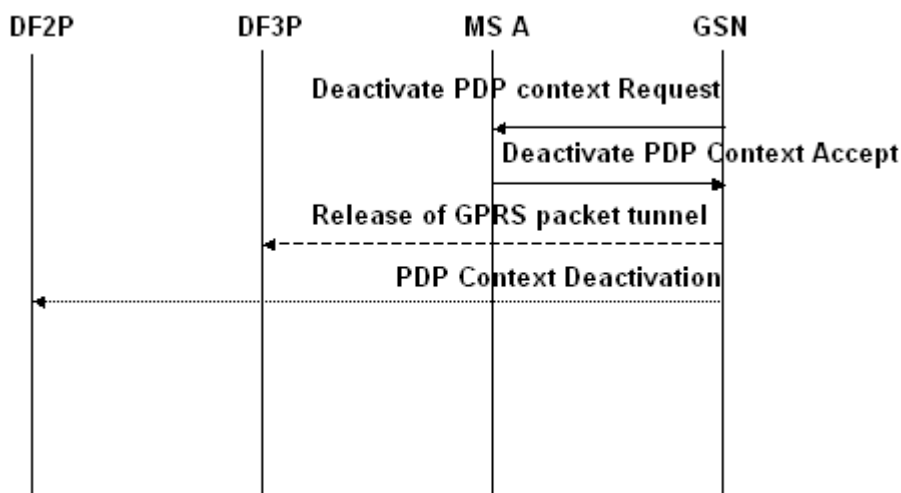 DF2P DF3P MS A GSN
Deactivate PDP context Request
Deactivate PDP Context Accept
Release of GPRS packet tunnel
PDP Context Deactivation